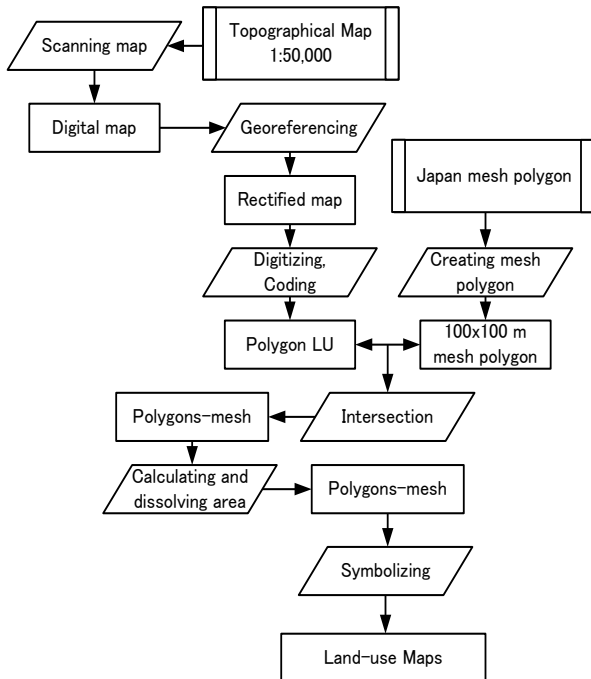 Scanning map
Topographical Map
1:50,000
Digital map
Georeferencing
Japan mesh polygon
Rectified map
Digitizing,
Coding
Creating mesh
polygon
Polygon LU
100x100 m
mesh polygon
Polygons-mesh
Intersection
Calculating and
dissolving area
Polygons-mesh
Symbolizing
Land-use Maps